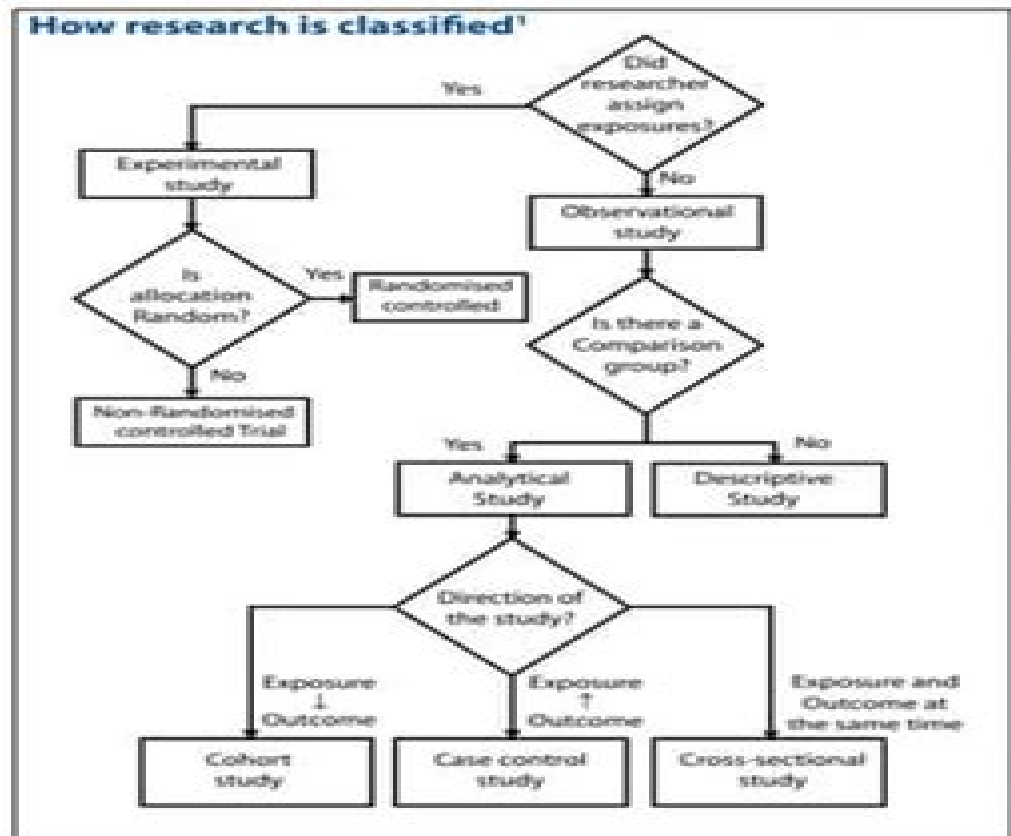 How research is classified¹
Did
researcher
assign
exposures?
Yes
No
Experimental
study
Observational
study
Is
allocation
Random?
Yes
Randomised
controlled
No
Non-Randomised
controlled Trial
Is there a
Comparison
group?
Yes
No
Analytical
Study
Descriptive
Study
Direction of
the study?
Exposure
↓
Outcome
Exposure
↑
Outcome
Exposure and
Outcome at
the same time
Cohort
study
Case control
study
Cross-sectional
study